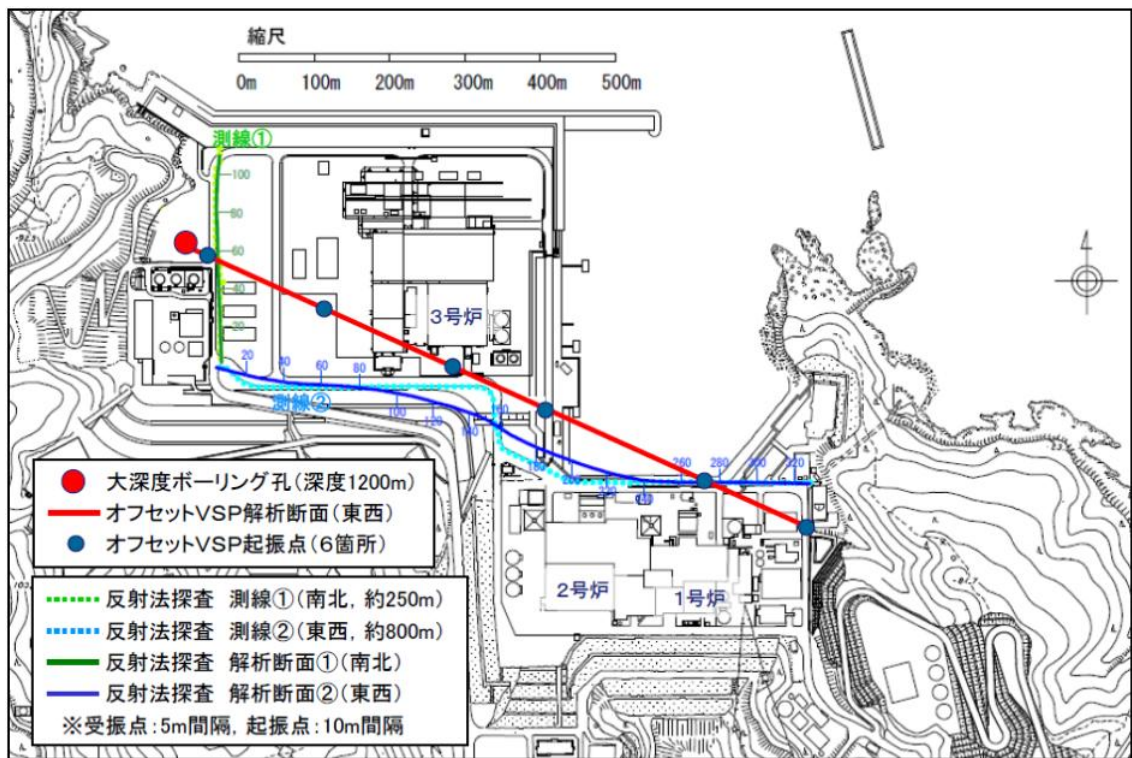 縮尺
0m 100m 200m 300m 400m 500m
測線①
100
80
60
20
3号炉
20
40
60
80
測線②
100
120
140
160
180
200
220
240
260
280
300
320
2号炉
1号炉
大深度ボーリング孔(深度1200m)
オフセットVSP解析断面(東西)
オフセットVSP起振点(6箇所)
反射法探査 測線①(南北, 約250m)
反射法探査 測線②(東西, 約800m)
反射法探査 解析断面①(南北)
反射法探査 解析断面②(東西)
※受振点:5m間隔, 起振点:10m間隔